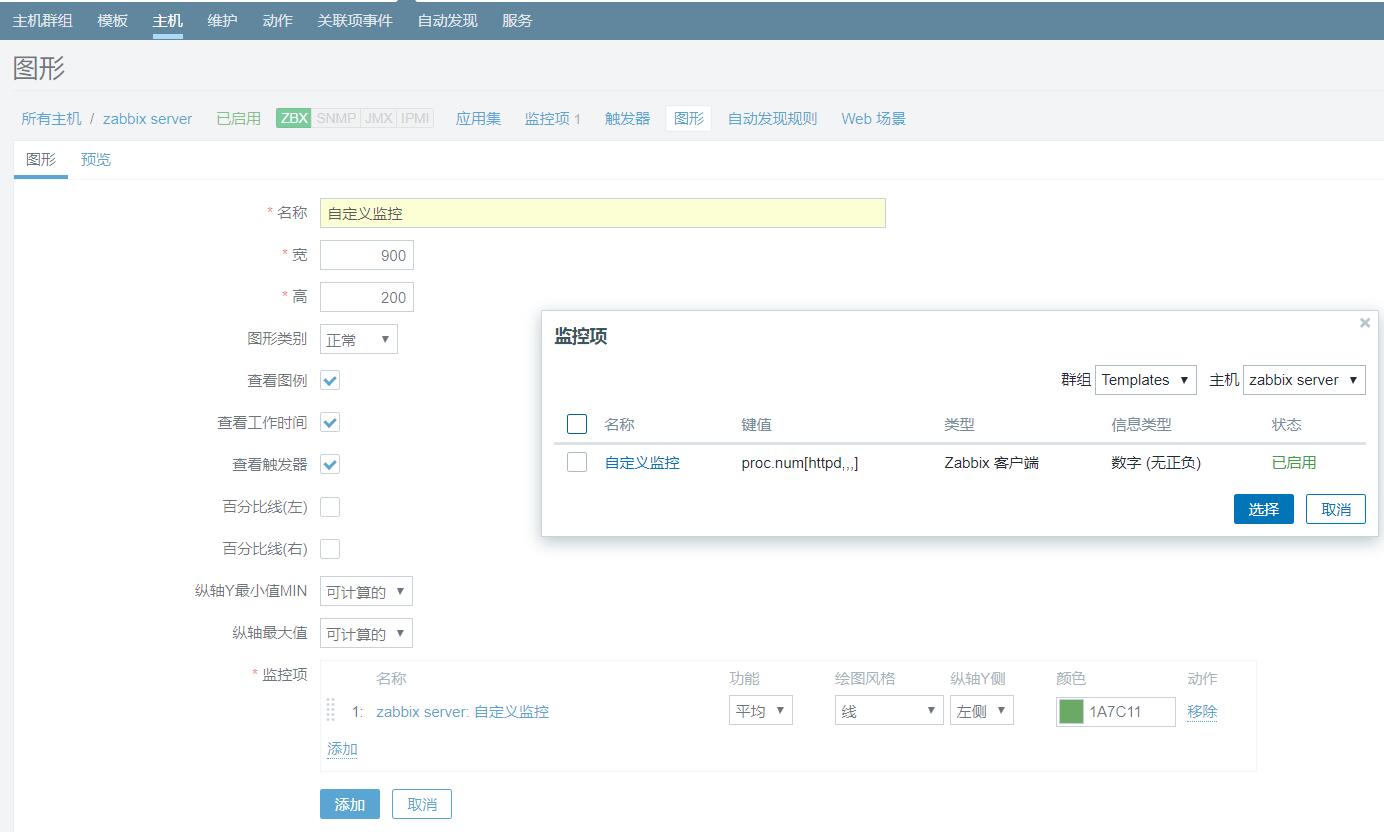 主机群组 模板 主机 维护 动作 关联项事件 自动发现 服务
图形
所有主机 / zabbix server 已启用 ZBX SNMP JMX IPMI 应用集 监控项 1 触发器 图形 自动发现规则 Web 场景
图形 预览
* 名称 自定义监控
* 宽 900
* 高 200
图形类别 正常
查看图例
查看工作时间
查看触发器
百分比线(左)
百分比线(右)
纵轴Y最小值MIN 可计算的
纵轴最大值 可计算的
* 监控项 名称 功能 绘图风格 纵轴Y侧 颜色 动作
1: zabbix server: 自定义监控 平均 线 左侧 1A7C11 移除
添加
添加 取消
监控项
群组 Templates 主机 zabbix server
名称 键值 类型 信息类型 状态
自定义监控 proc.num[httpd,,,] Zabbix 客户端 数字 (无正负) 已启用
选择 取消